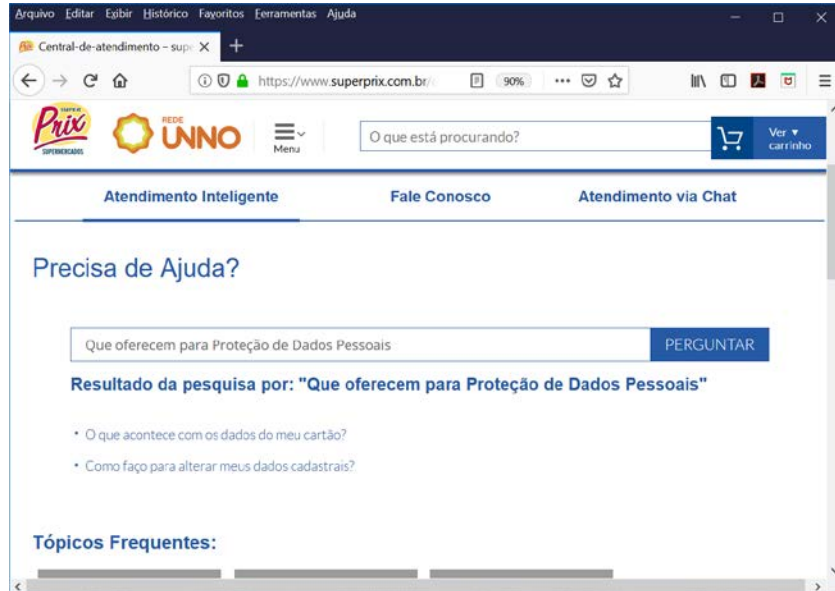 Arquivo Editar Exibir Histórico Favoritos Ferramentas Ajuda
Central-de-atendimento – supe
https://www.superprix.com.br/ 90%
SUPER
Prix
SUPERMERCADOS
REDE
UNNO
Menu
O que está procurando?
Ver
carrinho
Atendimento Inteligente Fale Conosco Atendimento via Chat
Precisa de Ajuda?
Que oferecem para Proteção de Dados Pessoais PERGUNTAR
Resultado da pesquisa por: "Que oferecem para Proteção de Dados Pessoais"
• O que acontece com os dados do meu cartão?
• Como faço para alterar meus dados cadastrais?
Tópicos Frequentes: